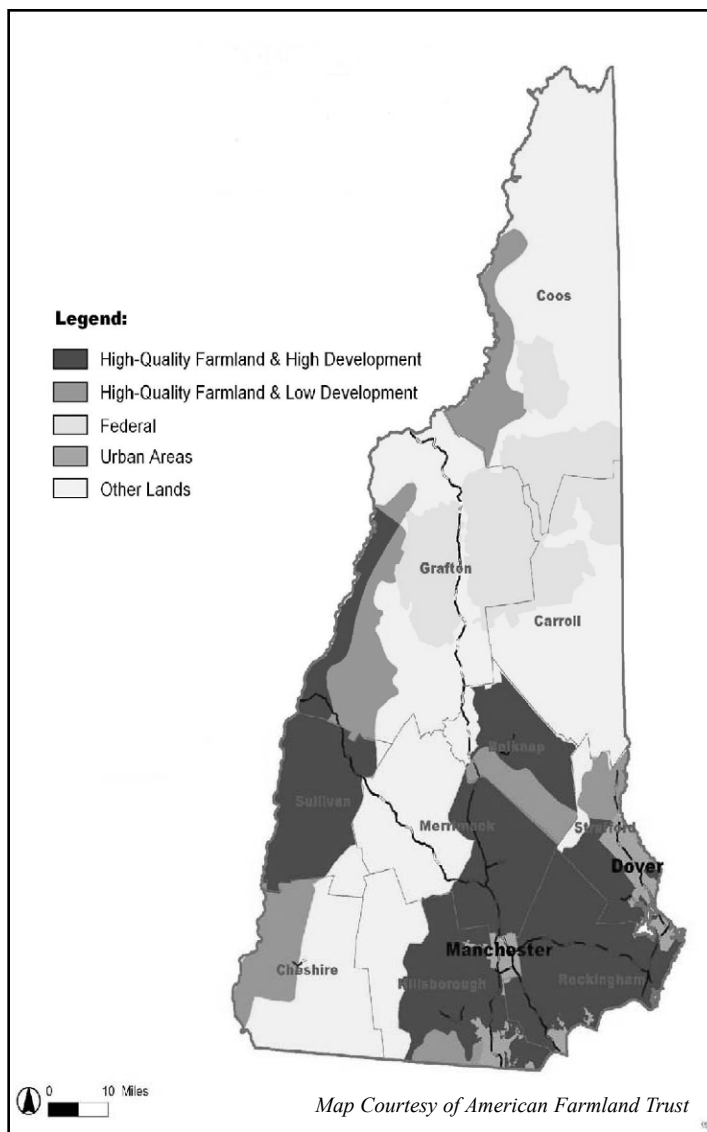 Coos
Legend:
High-Quality Farmland & High Development
High-Quality Farmland & Low Development
Federal
Urban Areas
Other Lands
Grafton
Carroll
Belknap
Sullivan
Merrimack
Strafford
Dover
Manchester
Cheshire
Hillsborough
Rockingham
0 10 Miles
Map Courtesy of American Farmland Trust